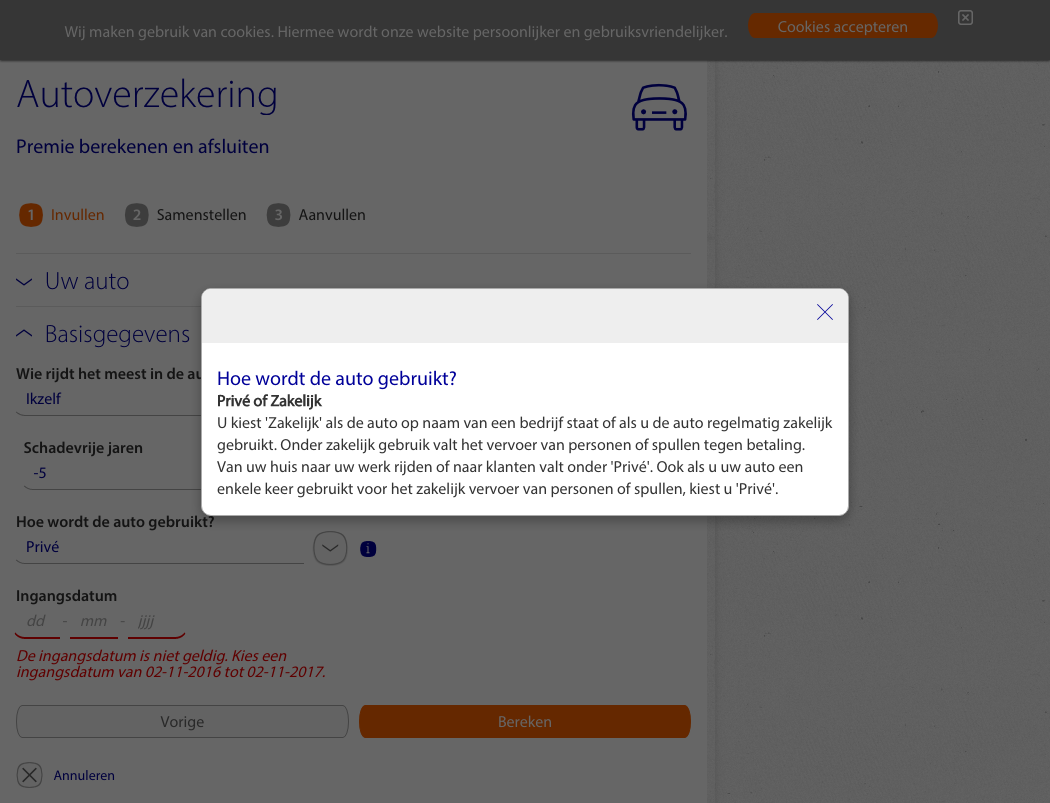 Wij maken gebruik van cookies. Hiermee wordt onze website persoonlijker en gebruiksvriendelijker.
Cookies accepteren
Autoverzekering
Premie berekenen en afsluiten
1 Invullen 2 Samenstellen 3 Aanvullen
Uw auto
Basisgegevens
Wie rijdt het meest in de
Ikzelf
Schadevrije jaren
-5
Hoe wordt de auto gebruikt?
Privé of Zakelijk
U kiest 'Zakelijk' als de auto op naam van een bedrijf staat of als u de auto regelmatig zakelijk
gebruikt. Onder zakelijk gebruik valt het vervoer van personen of spullen tegen betaling.
Van uw huis naar uw werk rijden of naar klanten valt onder 'Privé'. Ook als u uw auto een
enkele keer gebruikt voor het zakelijk vervoer van personen of spullen, kiest u 'Privé'.
Hoe wordt de auto gebruikt?
Privé
i
Ingangsdatum
dd - mm - jjjj
De ingangsdatum is niet geldig. Kies een
ingangsdatum van 02-11-2016 tot 02-11-2017.
Vorige
Bereken
Annuleren